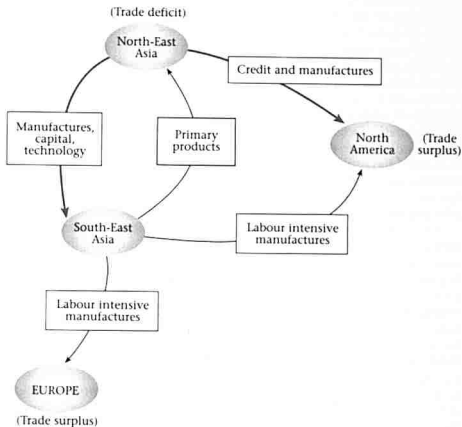 (Trade deficit)
North-East
Asia
Credit and manufactures
Manufactures,
capital,
technology
Primary
products
North
America
(Trade
surplus)
South-East
Asia
Labour intensive
manufactures
Labour intensive
manufactures
EUROPE
(Trade surplus)